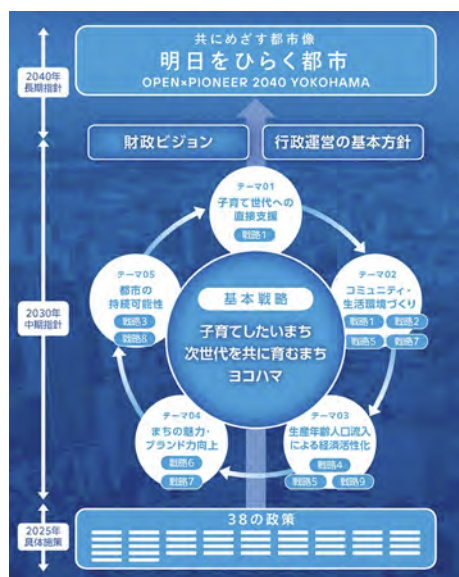 共にめざす都市像
明日をひらく都市
OPEN×PIONEER 2040 YOKOHAMA
2040年
長期指針
財政ビジョン
行政運営の基本方針
テーマ01
子育て世代への
直接支援
戦略1
テーマ05
都市の
持続可能性
戦略3
戦略8
テーマ02
コミュニティ・
生活環境づくり
戦略1 戦略2
戦略5 戦略7
2030年
中期指針
基本戦略
子育てしたいまち
次世代を共に育むまち
ヨコハマ
テーマ04
まちの魅力・
ブランド力向上
戦略6
戦略7
テーマ03
生産年齢人口流入
による経済活性化
戦略4
戦略5 戦略9
2025年
具体施策
38の政策